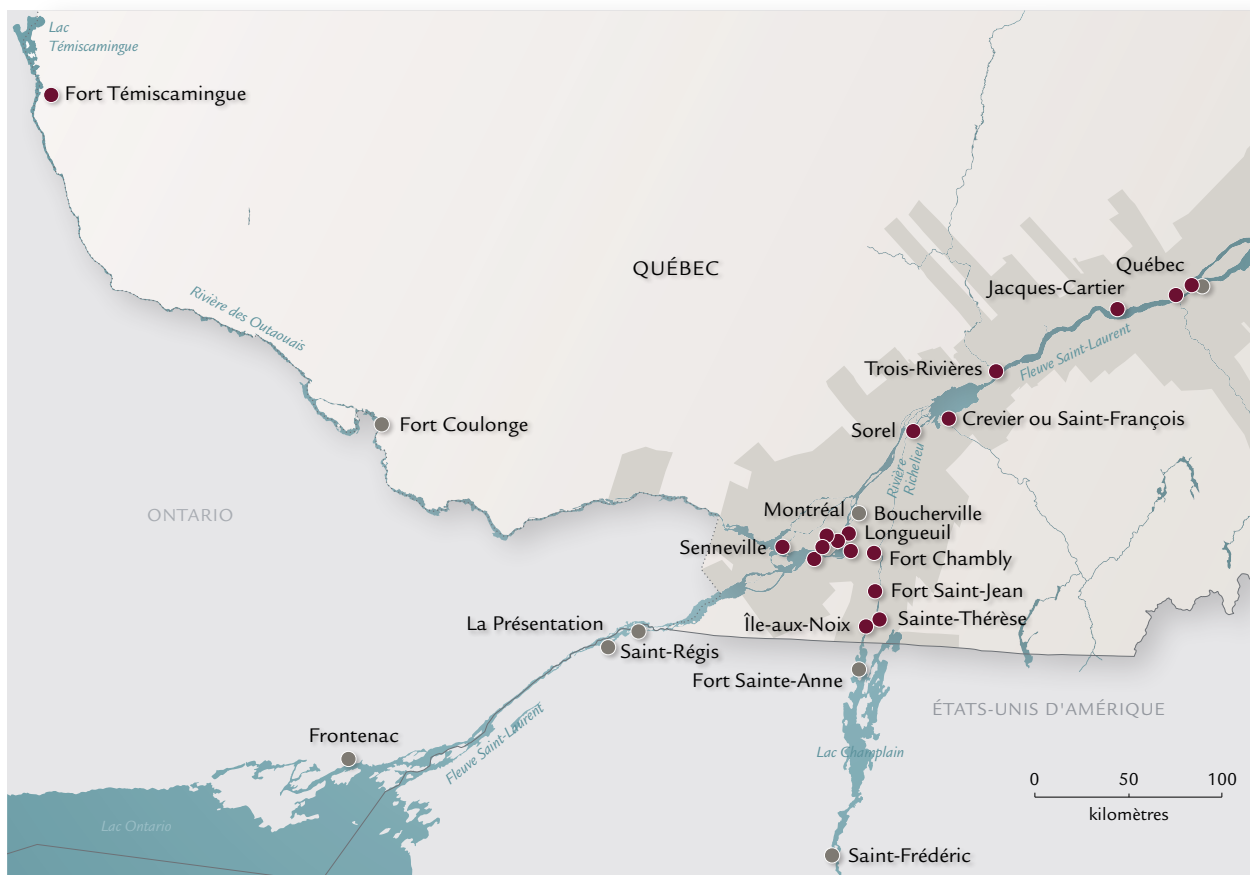 Lac
Témiscamingue
Fort Témiscamingue
QUÉBEC
Québec
Jacques-Cartier
Rivière des Outaouais
Fleuve Saint-Laurent
Trois-Rivières
Fort Coulonge
Crevier ou Saint-François
Sorel
Rivière
Richelieu
ONTARIO
Montréal
Boucherville
Longueuil
Senneville
Fort Chambly
Fort Saint-Jean
La Présentation
Île-aux-Noix
Sainte-Thérèse
Saint-Régis
Fort Sainte-Anne
ÉTATS-UNIS D'AMÉRIQUE
Frontenac
Fleuve Saint-Laurent
Lac Champlain
0 50 100
kilomètres
Lac Ontario
Saint-Frédéric